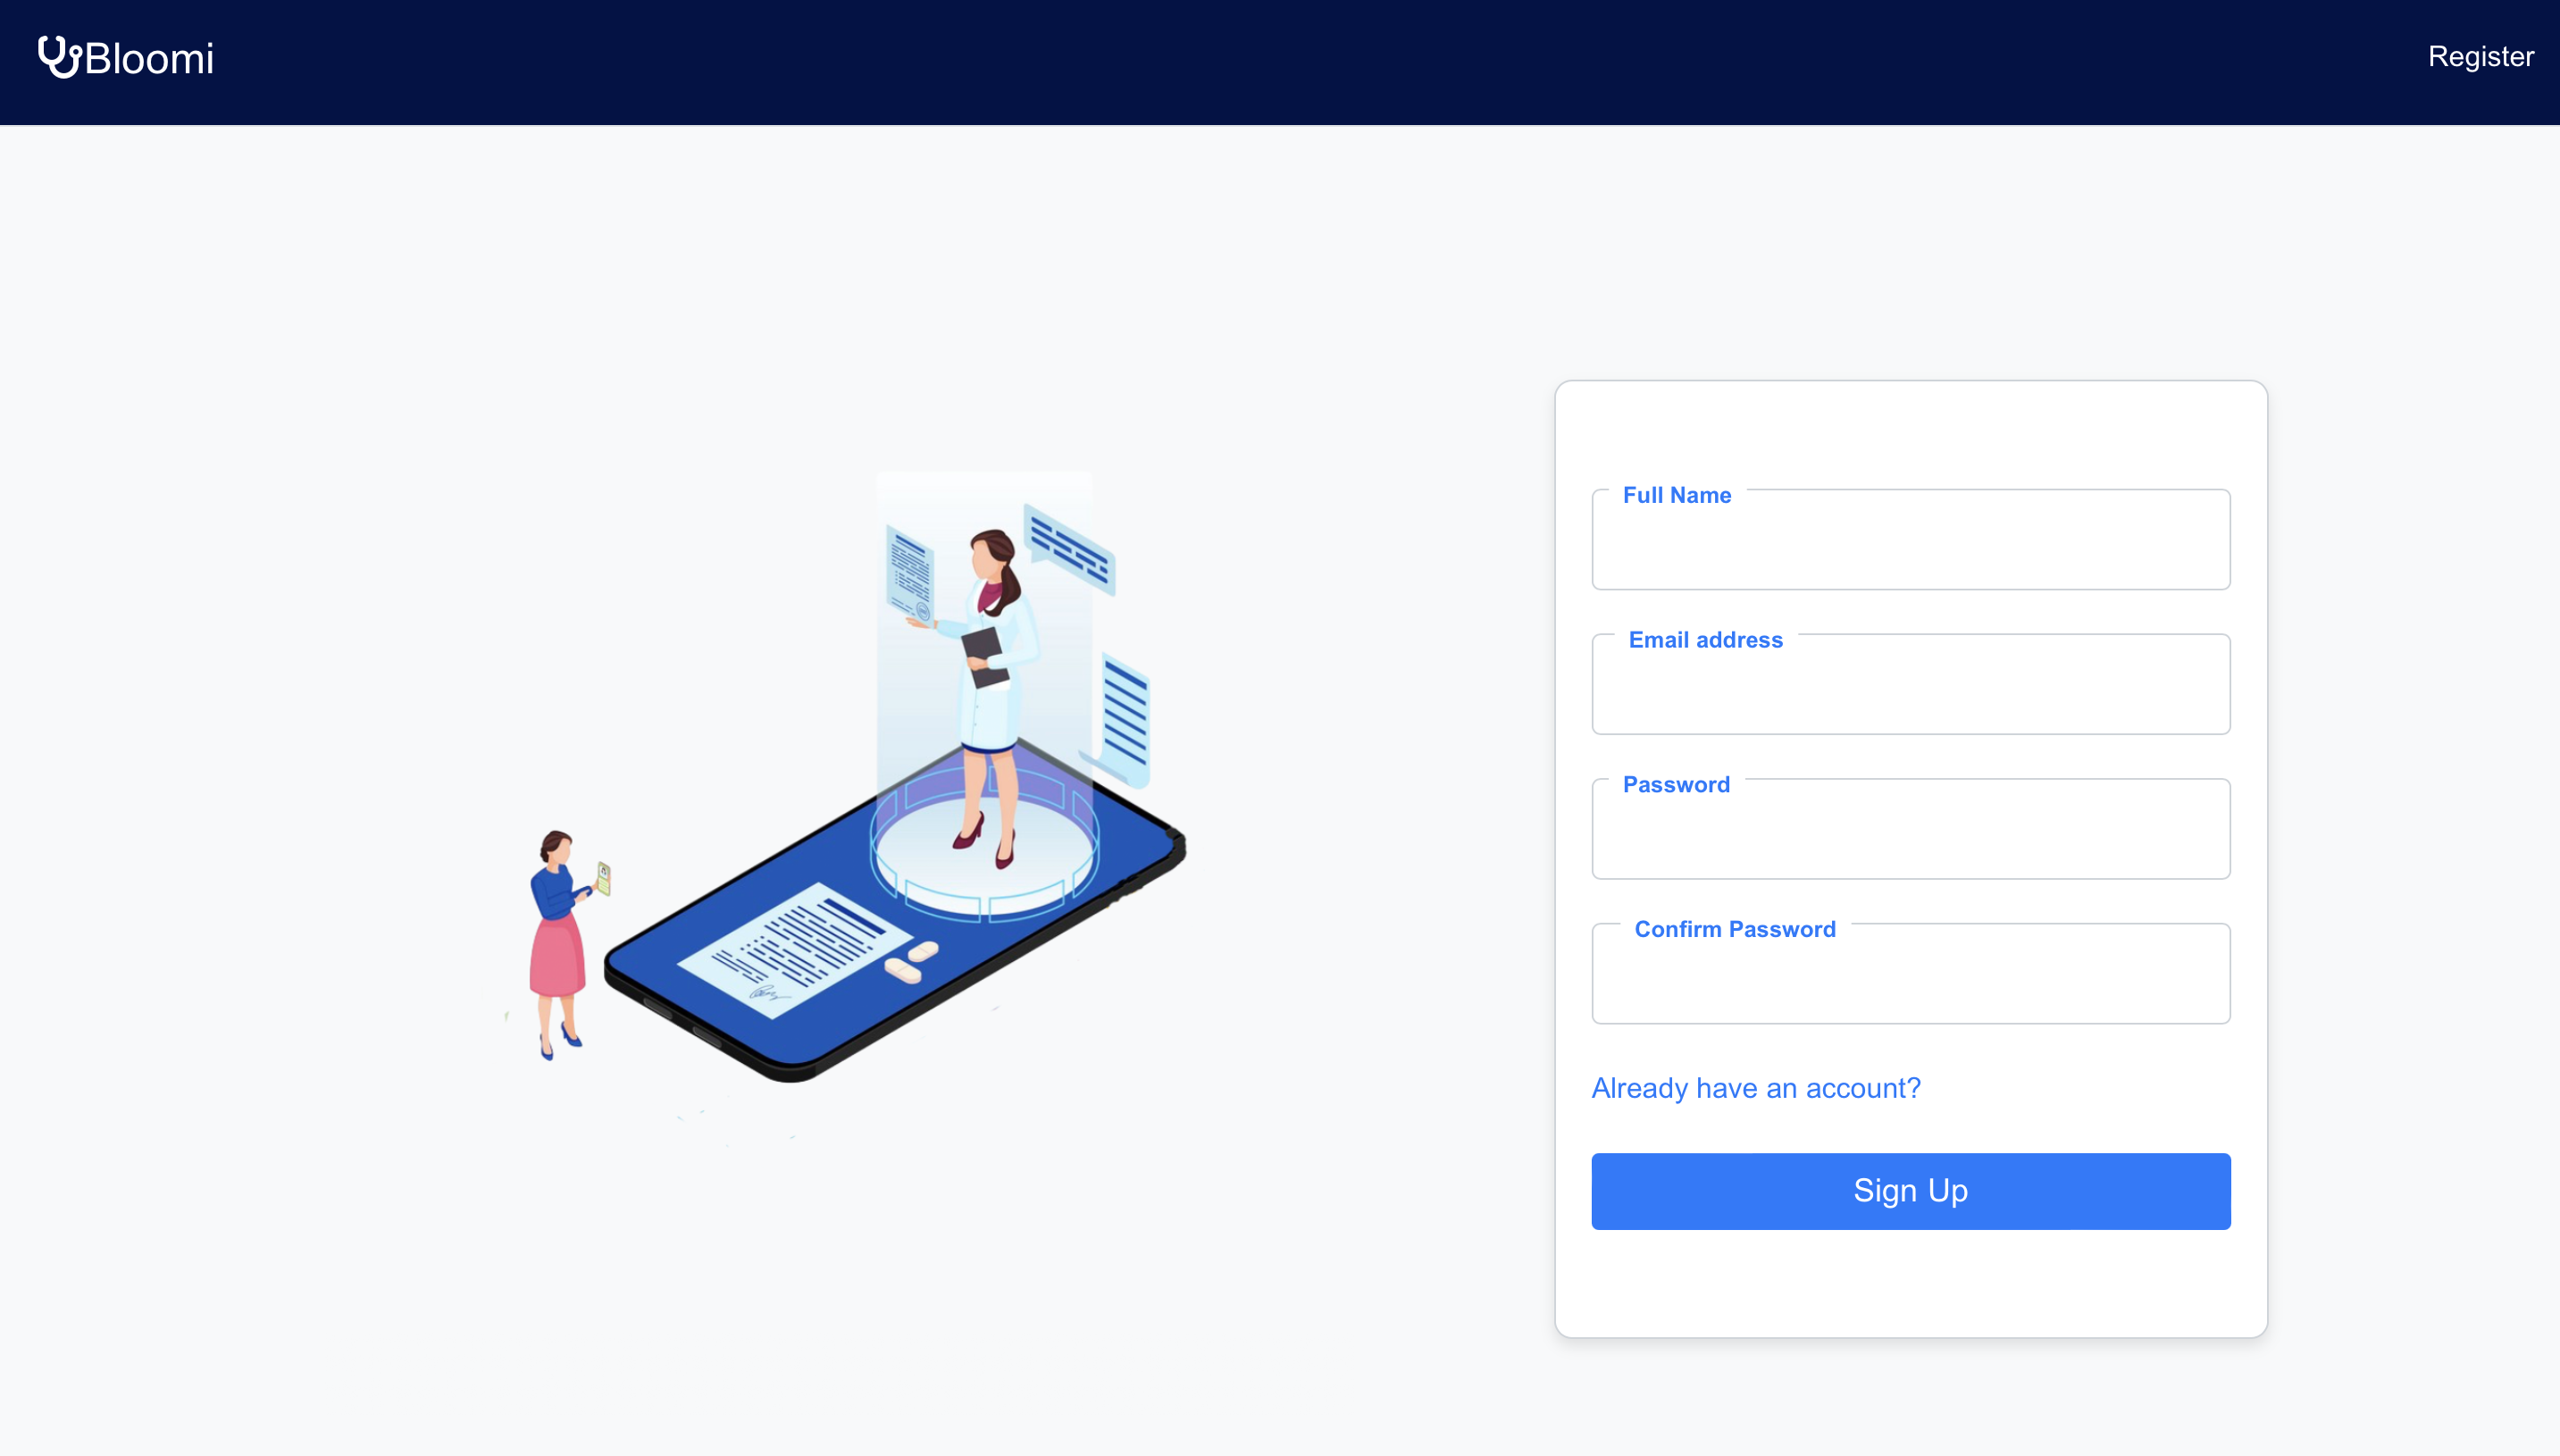 Bloomi
Register
Full Name
Email address
Password
Confirm Password
Already have an account?
Sign Up